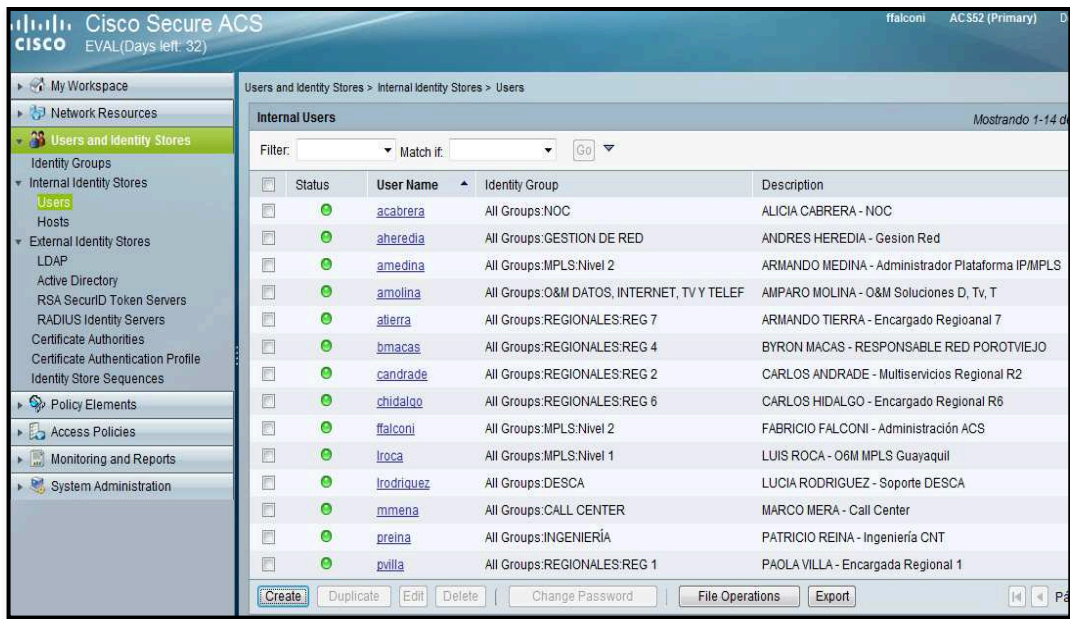 Cisco Secure ACS
CISCO EVAL(Days left: 32)
ffalconi ACS52 (Primary)
My Workspace
Network Resources
Users and Identity Stores
Identity Groups
Internal Identity Stores
Users
Hosts
External Identity Stores
LDAP
Active Directory
RSA SecurID Token Servers
RADIUS Identity Servers
Certificate Authorities
Certificate Authentication Profile
Identity Store Sequences
Policy Elements
Access Policies
Monitoring and Reports
System Administration
Users and Identity Stores > Internal Identity Stores > Users
Internal Users Mostrando 1-14 de
Filter: Match if: Go
Status User Name Identity Group Description
acabrera All Groups:NOC ALICIA CABRERA - NOC
aheredia All Groups:GESTION DE RED ANDRES HEREDIA - Gesion Red
amedina All Groups:MPLS:Nivel 2 ARMANDO MEDINA - Administrador Plataforma IP/MPLS
amolina All Groups:O&M DATOS, INTERNET, TV Y TELEF AMPARO MOLINA - O&M Soluciones D, Tv, T
atierra All Groups:REGIONALES:REG 7 ARMANDO TIERRA - Encargado Regioanal 7
bmacas All Groups:REGIONALES:REG 4 BYRON MACAS - RESPONSABLE RED POROTVIEJO
candrade All Groups:REGIONALES:REG 2 CARLOS ANDRADE - Multiservicios Regional R2
chidalgo All Groups:REGIONALES:REG 6 CARLOS HIDALGO - Encargado Regional R6
ffalconi All Groups:MPLS:Nivel 2 FABRICIO FALCONI - Administración ACS
lroca All Groups:MPLS:Nivel 1 LUIS ROCA - O6M MPLS Guayaquil
lrodriguez All Groups:DESCA LUCIA RODRIGUEZ - Soporte DESCA
mmena All Groups:CALL CENTER MARCO MERA - Call Center
preina All Groups:INGENIERÍA PATRICIO REINA - Ingeniería CNT
pvilla All Groups:REGIONALES:REG 1 PAOLA VILLA - Encargada Regional 1
Create Duplicate Edit Delete | Change Password | File Operations Export